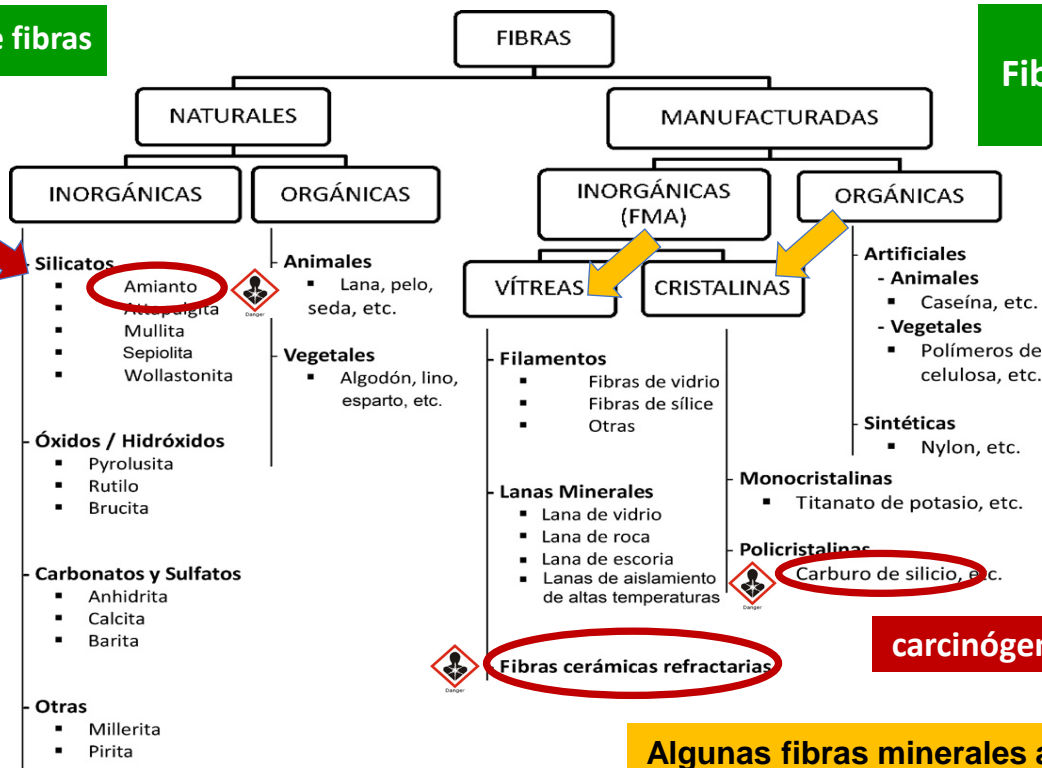 e fibras
FIBRAS
Fib
NATURALES
MANUFACTURADAS
INORGÁNICAS
ORGÁNICAS
INORGÁNICAS
(FMA)
ORGÁNICAS
- Silicatos
▪ Amianto
▪ Attapulgita
▪ Mullita
▪ Sepiolita
▪ Wollastonita
Danger
- Óxidos / Hidróxidos
▪ Pyrolusita
▪ Rutilo
▪ Brucita
- Carbonatos y Sulfatos
▪ Anhidrita
▪ Calcita
▪ Barita
- Otras
▪ Millerita
▪ Pirita
- Animales
▪ Lana, pelo,
seda, etc.
- Vegetales
▪ Algodón, lino,
esparto, etc.
VÍTREAS
CRISTALINAS
- Filamentos
▪ Fibras de vidrio
▪ Fibras de sílice
▪ Otras
- Lanas Minerales
▪ Lana de vidrio
▪ Lana de roca
▪ Lana de escoria
▪ Lanas de aislamiento
de altas temperaturas
- Fibras cerámicas refractarias
Danger
- Monocristalinas
▪ Titanato de potasio, etc.
- Policristalinas
Carburo de silicio, etc.
Danger
- Artificiales
- Animales
▪ Caseína, etc.
- Vegetales
▪ Polímeros de
celulosa, etc.
- Sintéticas
▪ Nylon, etc.
carcinóger
Algunas fibras minerales a